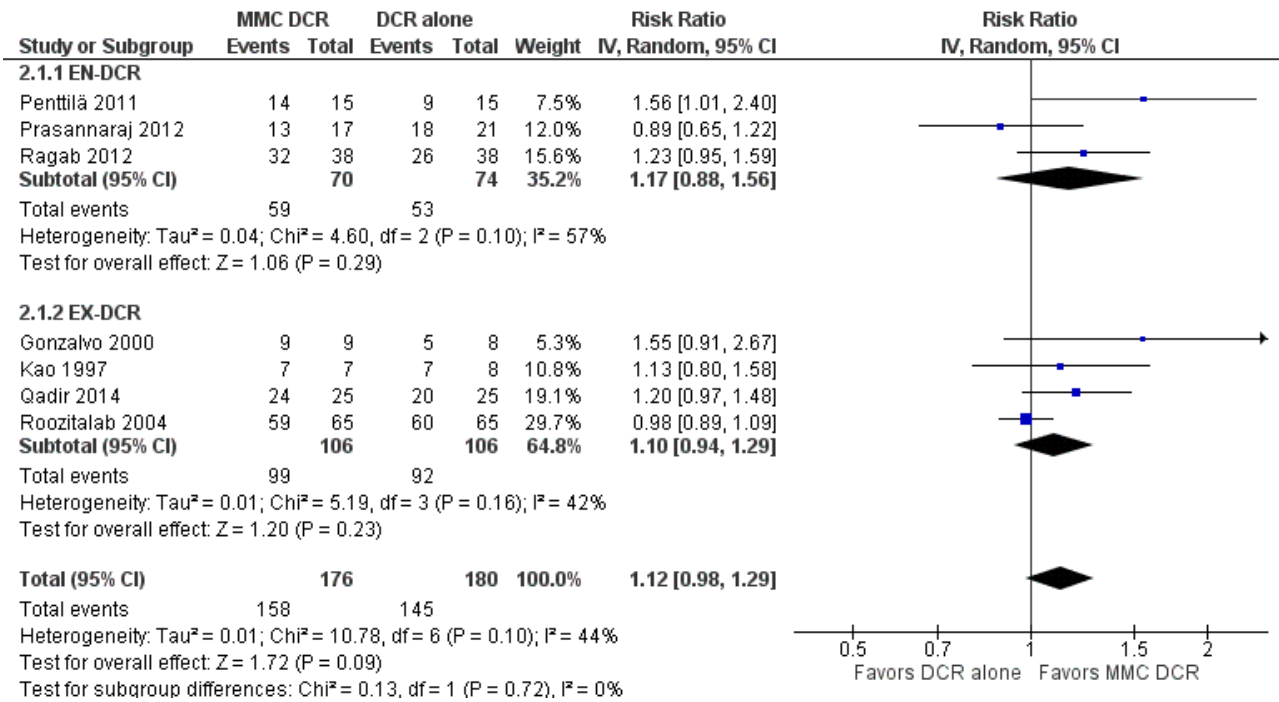 MMC DCR DCR alone Risk Ratio Risk Ratio
Study or Subgroup Events Total Events Total Weight IV, Random, 95% CI IV, Random, 95% CI
2.1.1 EN-DCR
Penttilä 2011 14 15 9 15 7.5% 1.56 [1.01, 2.40]
Prasannaraj 2012 13 17 18 21 12.0% 0.89 [0.65, 1.22]
Ragab 2012 32 38 26 38 15.6% 1.23 [0.95, 1.59]
Subtotal (95% CI) 70 74 35.2% 1.17 [0.88, 1.56]
Total events 59 53
Heterogeneity: Tau² = 0.04; Chi² = 4.60, df = 2 (P = 0.10); I² = 57%
Test for overall effect: Z = 1.06 (P = 0.29)
2.1.2 EX-DCR
Gonzalvo 2000 9 9 5 8 5.3% 1.55 [0.91, 2.67]
Kao 1997 7 7 7 8 10.8% 1.13 [0.80, 1.58]
Qadir 2014 24 25 20 25 19.1% 1.20 [0.97, 1.48]
Roozitalab 2004 59 65 60 65 29.7% 0.98 [0.89, 1.09]
Subtotal (95% CI) 106 106 64.8% 1.10 [0.94, 1.29]
Total events 99 92
Heterogeneity: Tau² = 0.01; Chi² = 5.19, df = 3 (P = 0.16); I² = 42%
Test for overall effect: Z = 1.20 (P = 0.23)
Total (95% CI) 176 180 100.0% 1.12 [0.98, 1.29]
Total events 158 145
Heterogeneity: Tau² = 0.01; Chi² = 10.78, df = 6 (P = 0.10); I² = 44%
Test for overall effect: Z = 1.72 (P = 0.09)
Test for subgroup differences: Chi² = 0.13, df = 1 (P = 0.72), I² = 0%
0.5 0.7 1 1.5 2
Favors DCR alone Favors MMC DCR